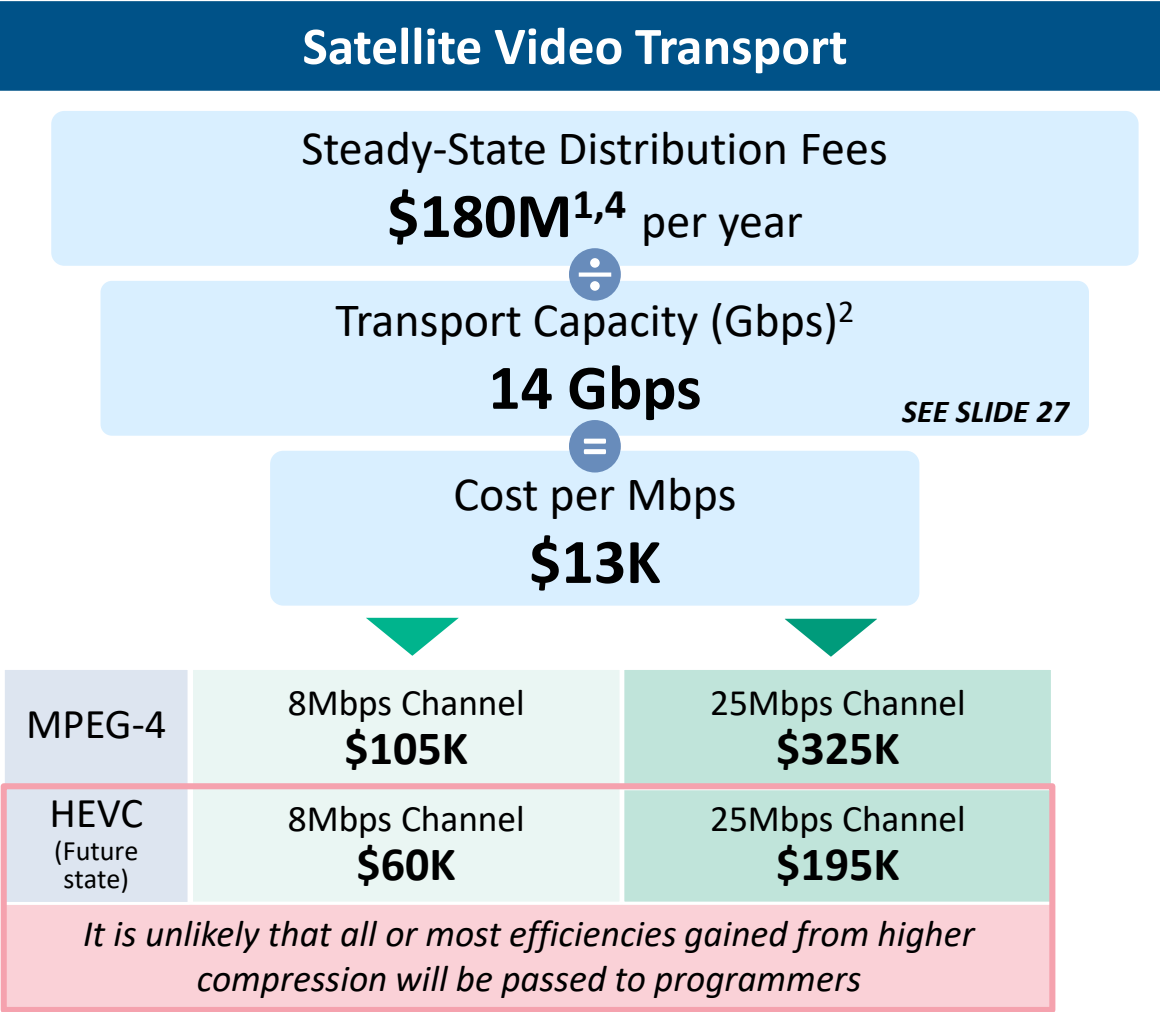 Satellite Video Transport
Steady-State Distribution Fees
$180M1,4 per year
÷
Transport Capacity (Gbps)2
14 Gbps
SEE SLIDE 27
=
Cost per Mbps
$13K
MPEG-4
8Mbps Channel
$105K
25Mbps Channel
$325K
HEVC
(Future
state)
8Mbps Channel
$60K
25Mbps Channel
$195K
It is unlikely that all or most efficiencies gained from higher
compression will be passed to programmers